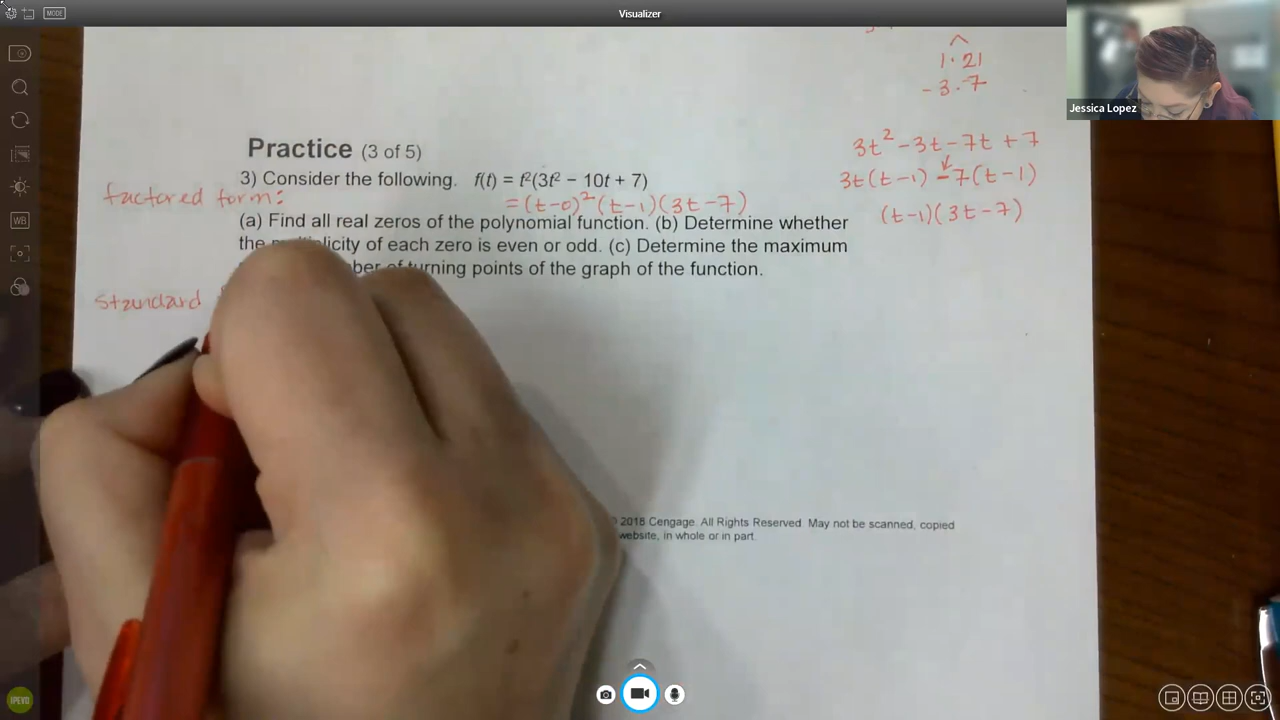 MODE
Visualizer
Jessica Lopez
WB
IPEVO
1·21
-3·7
Practice (3 of 5)
3t² - 3t - 7t + 7
3) Consider the following. f(t) = t²(3t² − 10t + 7)
3t(t-1) - 7(t-1)
factored form:
= (t-0)²(t-1)(3t-7)
(t-1)(3t-7)
(a) Find all real zeros of the polynomial function. (b) Determine whether
the multiplicity of each zero is even or odd. (c) Determine the maximum
of turning points of the graph of the function.
standard
2018 Cengage. All Rights Reserved May not be scanned, copied
website, in whole or in part.